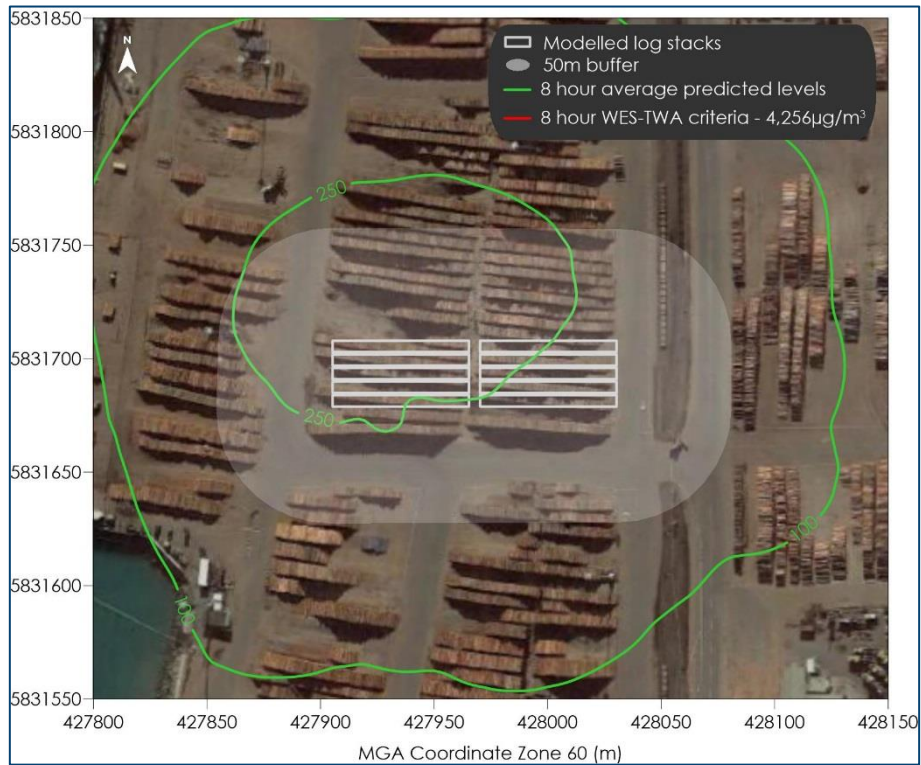 5831850
5831800
5831750
5831700
5831650
5831600
5831550
N
Modelled log stacks
50m buffer
8 hour average predicted levels
8 hour WES-TWA criteria - 4,256µg/m³
250
250
100
100
427800 427850 427900 427950 428000 428050 428100 428150
MGA Coordinate Zone 60 (m)